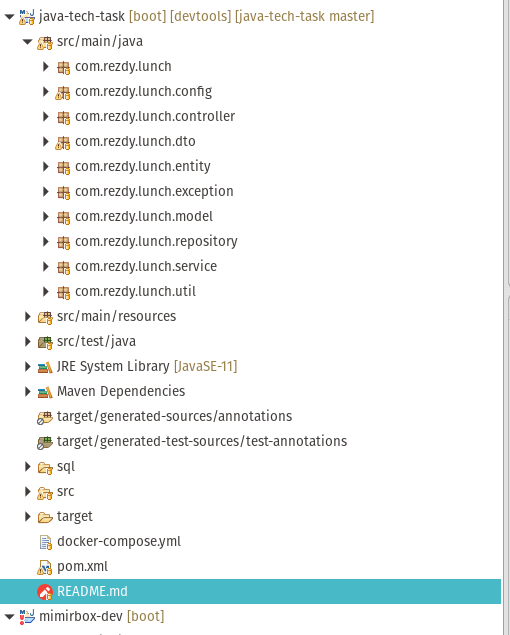 java-tech-task [boot] [devtools] [java-tech-task master]
src/main/java
com.rezdy.lunch
com.rezdy.lunch.config
com.rezdy.lunch.controller
com.rezdy.lunch.dto
com.rezdy.lunch.entity
com.rezdy.lunch.exception
com.rezdy.lunch.model
com.rezdy.lunch.repository
com.rezdy.lunch.service
com.rezdy.lunch.util
src/main/resources
src/test/java
JRE System Library [JavaSE-11]
Maven Dependencies
target/generated-sources/annotations
target/generated-test-sources/test-annotations
sql
src
target
docker-compose.yml
pom.xml
README.md
mimirbox-dev [boot]